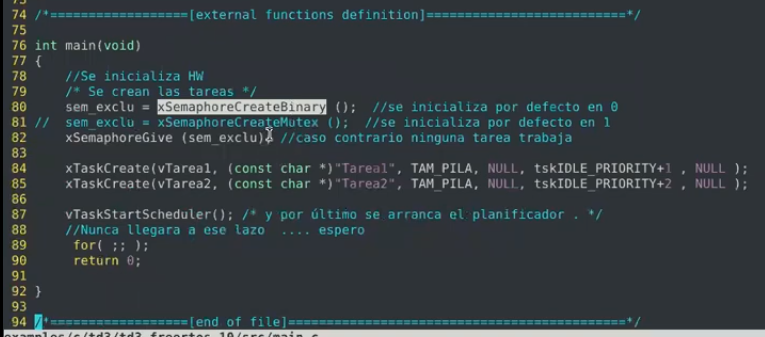 74 /*==================[external functions definition]==========================*/
75
76 int main(void)
77 {
78     //Se inicializa HW
79     /* Se crean las tareas */
80     sem_exclu = xSemaphoreCreateBinary ();  //se inicializa por defecto en 0
81 //  sem_exclu = xSemaphoreCreateMutex ();  //se inicializa por defecto en 1
82     xSemaphoreGive (sem_exclu); //caso contrario ninguna tarea trabaja
83
84     xTaskCreate(vTarea1, (const char *)"Tarea1", TAM_PILA, NULL, tskIDLE_PRIORITY+1 , NULL );
85     xTaskCreate(vTarea2, (const char *)"Tarea2", TAM_PILA, NULL, tskIDLE_PRIORITY+2 , NULL );
86
87     vTaskStartScheduler(); /* y por último se arranca el planificador . */
88     //Nunca llegara a ese lazo  .... espero
89      for( ;; );
90      return 0;
91
92 }
93
94 /*==================[end of file]============================================*/
examples/c/td3/td3_freertos_10/src/main.c